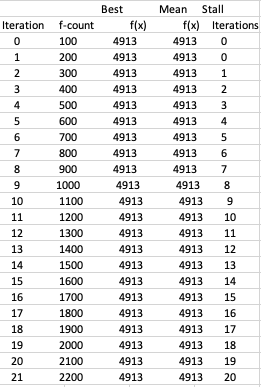 Best Mean Stall
Iteration f-count f(x) f(x) Iterations
0 100 4913 4913 0
1 200 4913 4913 0
2 300 4913 4913 1
3 400 4913 4913 2
4 500 4913 4913 3
5 600 4913 4913 4
6 700 4913 4913 5
7 800 4913 4913 6
8 900 4913 4913 7
9 1000 4913 4913 8
10 1100 4913 4913 9
11 1200 4913 4913 10
12 1300 4913 4913 11
13 1400 4913 4913 12
14 1500 4913 4913 13
15 1600 4913 4913 14
16 1700 4913 4913 15
17 1800 4913 4913 16
18 1900 4913 4913 17
19 2000 4913 4913 18
20 2100 4913 4913 19
21 2200 4913 4913 20